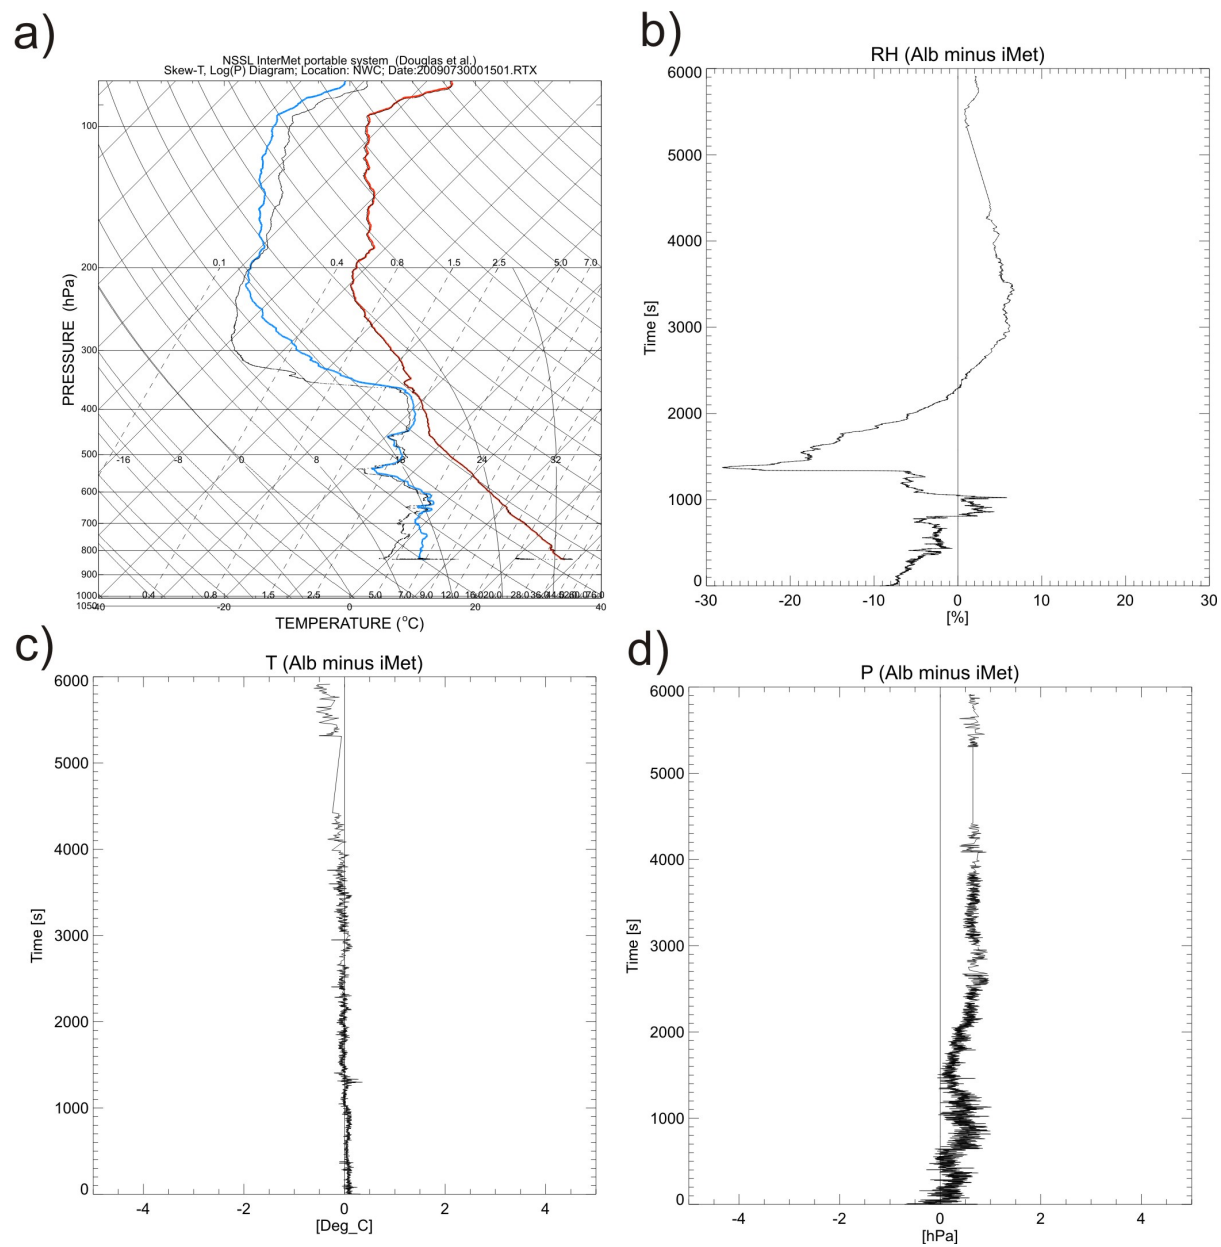 a)
NSSL InterMet portable system (Douglas et al.)
Skew-T, Log(P) Diagram; Location: NWC; Date:20090730001501.RTX
100
200
300
400
500
600
700
800
900
1000
1050
PRESSURE (hPa)
0.1 0.4 0.8 1.5 2.5 5.0 7.0
-16 -8 0 8 16 24 32
0.4 0.8 1.5 2.5 5.0 7.0 9.0 12.0 16.0 20.0 28.0
-40 -20 0 20 40
TEMPERATURE (°C)
b)
RH (Alb minus iMet)
6000
5000
4000
3000
2000
1000
0
Time [s]
-30 -20 -10 0 10 20 30
[%]
c)
T (Alb minus iMet)
6000
5000
4000
3000
2000
1000
0
Time [s]
-4 -2 0 2 4
[Deg_C]
d)
P (Alb minus iMet)
6000
5000
4000
3000
2000
1000
0
Time [s]
-4 -2 0 2 4
[hPa]